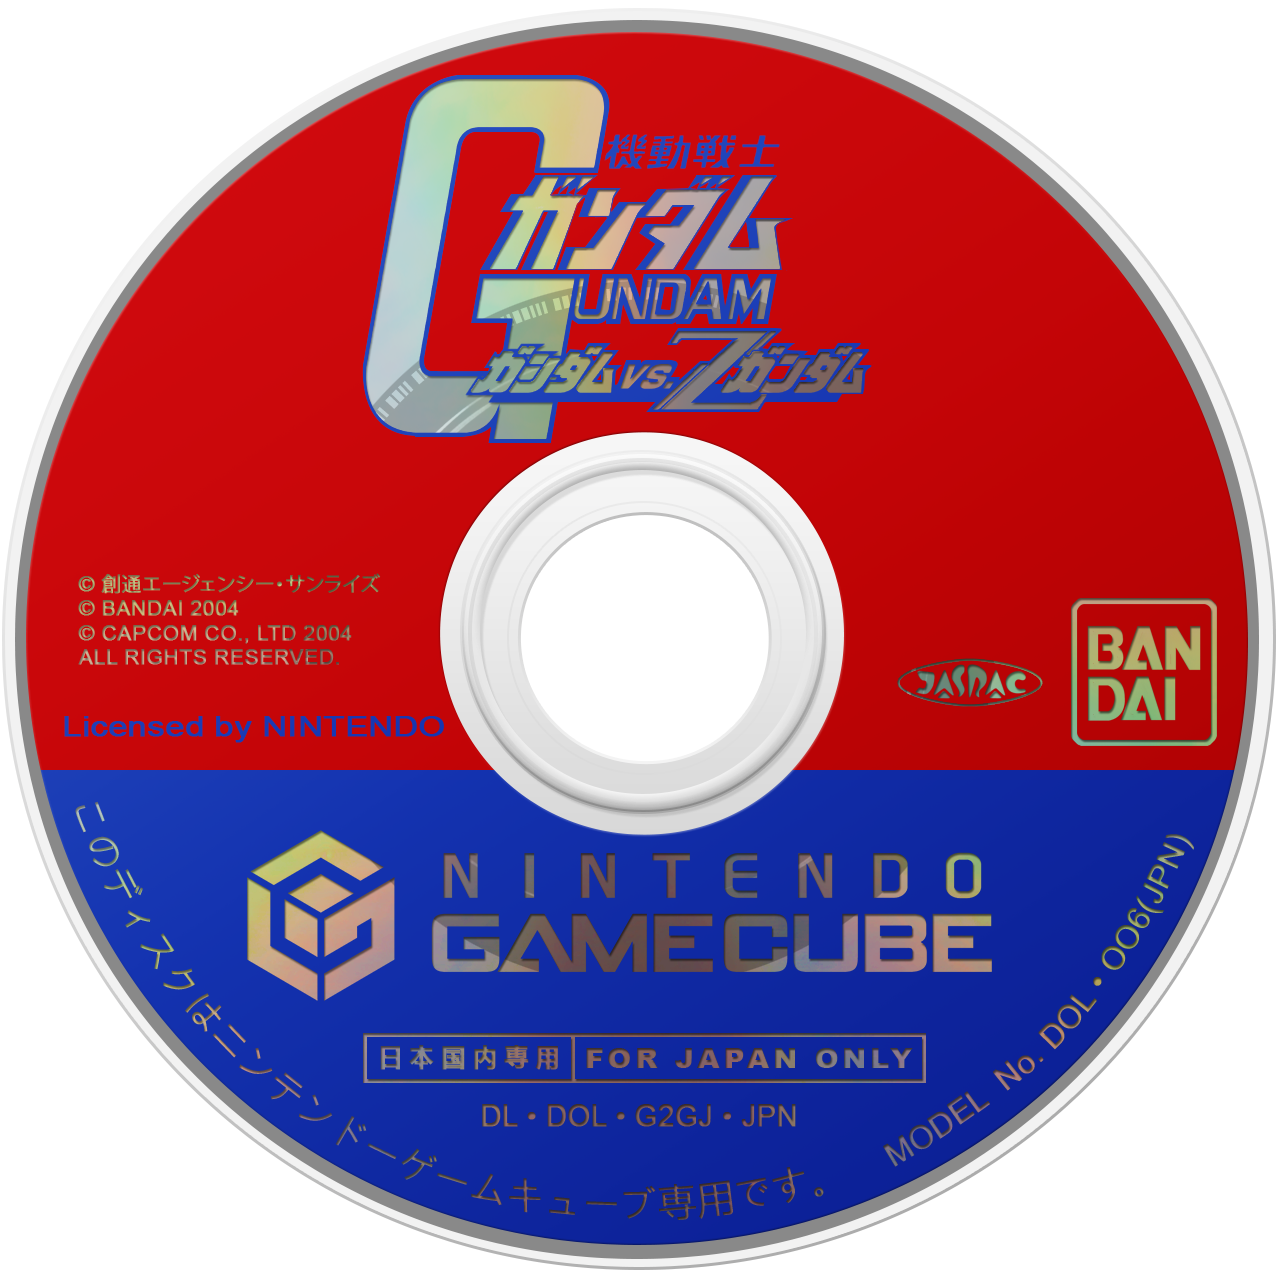 機動戦士
ガンダム
GUNDAM
ガンダム vs. Zガンダム
© 創通エージェンシー・サンライズ
© BANDAI 2004
© CAPCOM CO., LTD 2004
ALL RIGHTS RESERVED.
JASRAC
BAN
DAI
Licensed by NINTENDO
NINTENDO
GAMECUBE
日本国内専用 FOR JAPAN ONLY
DL・DOL・G2GJ・JPN
このディスクはニンテンドーゲームキューブ専用です。
MODEL No. DOL・006(JPN)